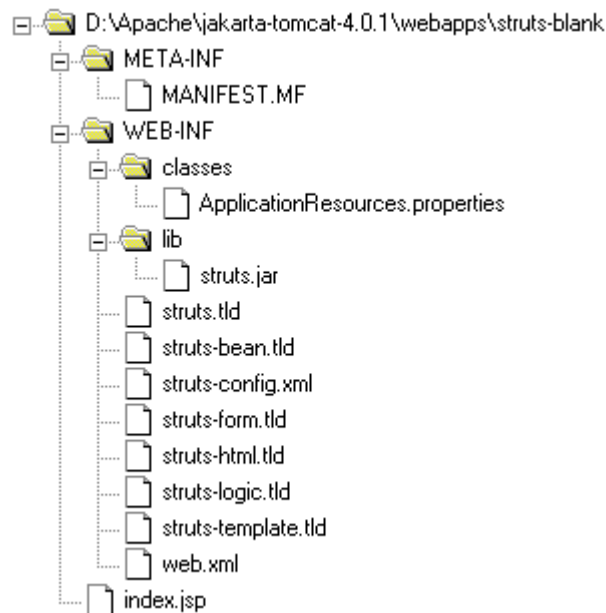 D:\Apache\jakarta-tomcat-4.0.1\webapps\struts-blank
META-INF
MANIFEST.MF
WEB-INF
classes
ApplicationResources.properties
lib
struts.jar
struts.tld
struts-bean.tld
struts-config.xml
struts-form.tld
struts-html.tld
struts-logic.tld
struts-template.tld
web.xml
index.jsp